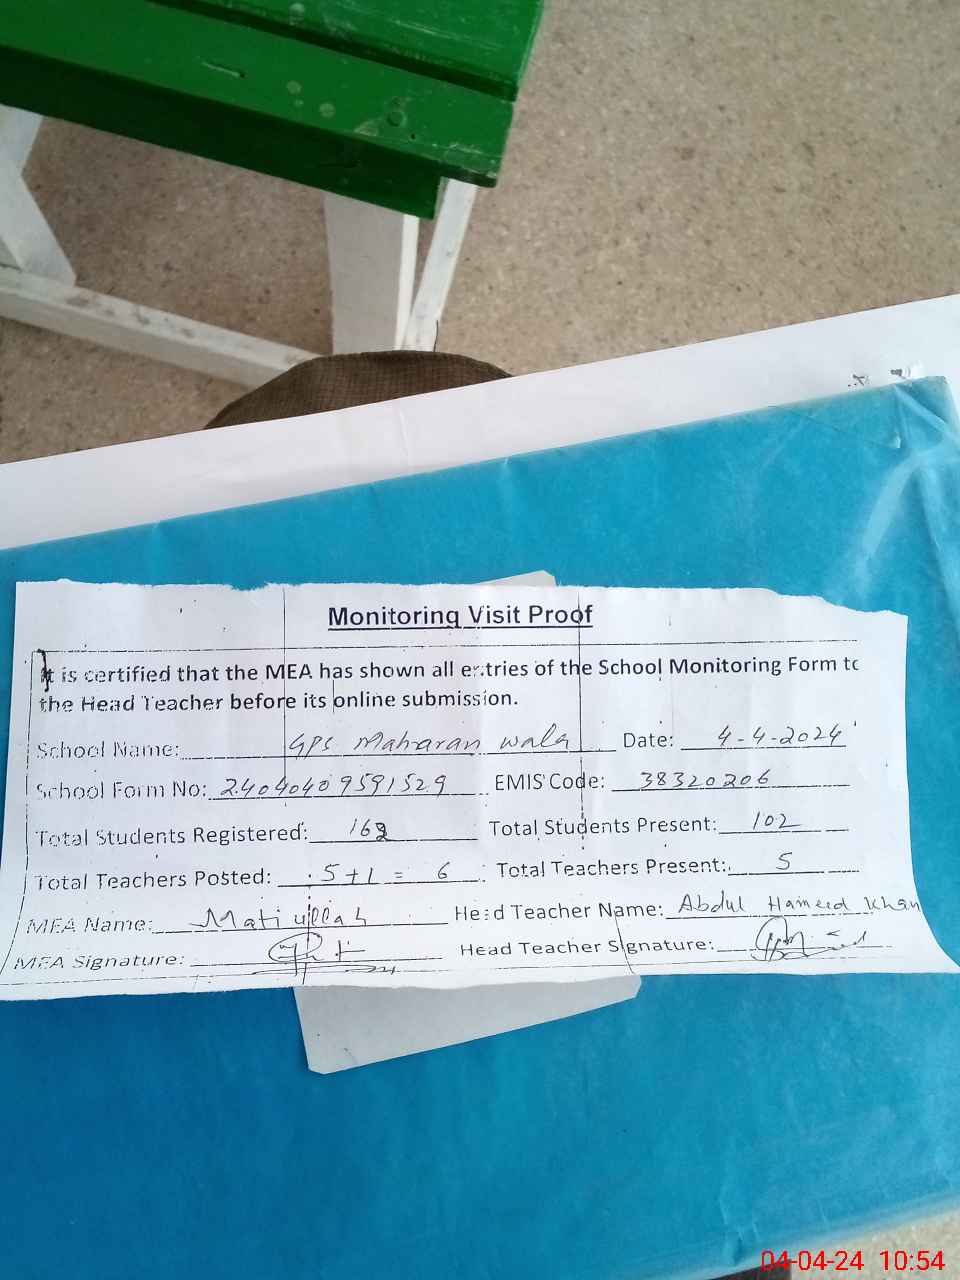 Monitoring Visit Proof
It is certified that the MEA has shown all entries of the School Monitoring Form to
the Head Teacher before its online submission.
School Name: GPS Maharan wala Date: 4-4-2024
School Form No: 24040409591529 EMIS Code: 38320206
Total Students Registered: 162 Total Students Present: 102
Total Teachers Posted: 5+1 = 6 Total Teachers Present: 5
MEA Name: Matiullah Head Teacher Name: Abdul Hameed Khan
MEA Signature: Head Teacher Signature:
04-04-24 10:54